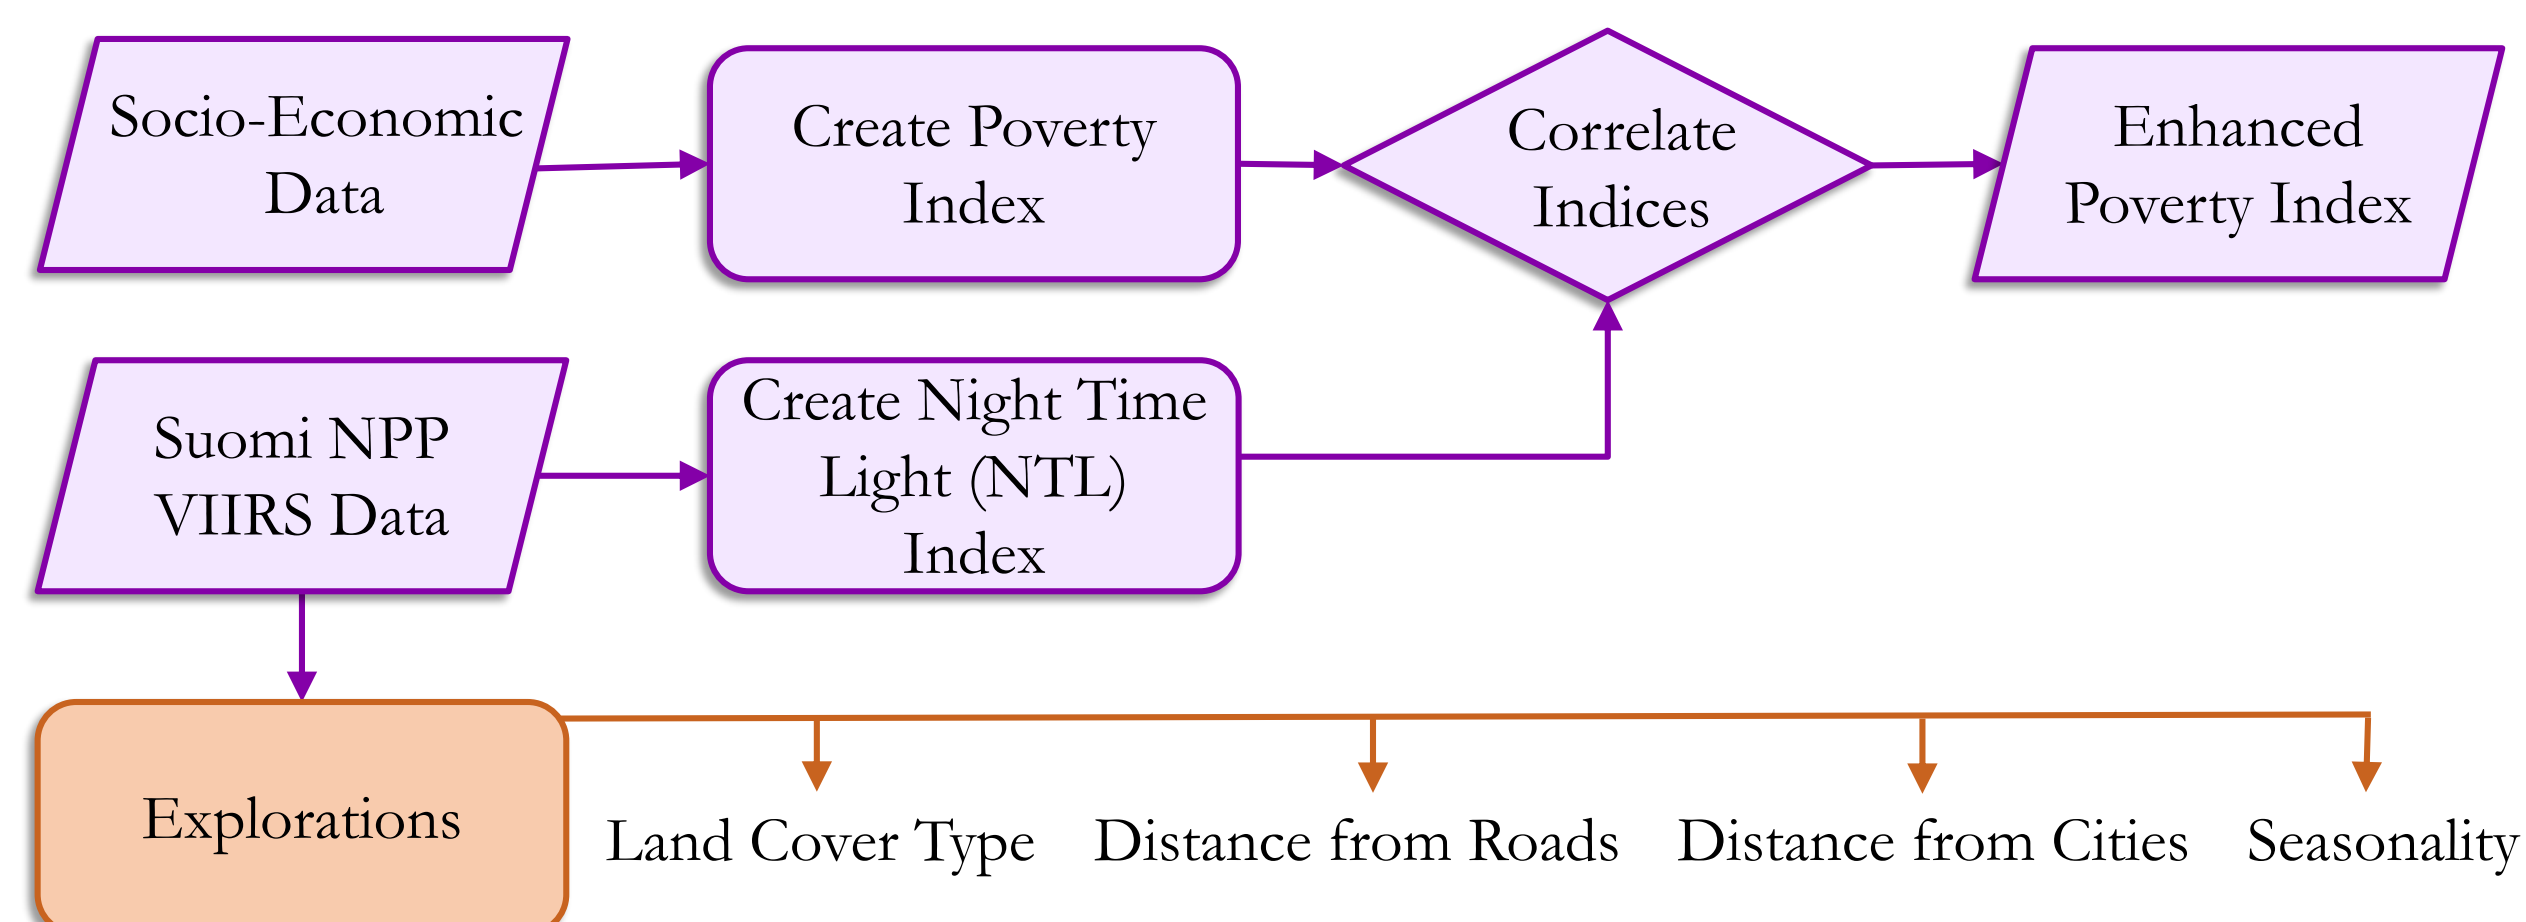 Socio-Economic
Data
Create Poverty
Index
Correlate
Indices
Enhanced
Poverty Index
Suomi NPP
VIIRS Data
Create Night Time
Light (NTL)
Index
Explorations
Land Cover Type
Distance from Roads
Distance from Cities
Seasonality